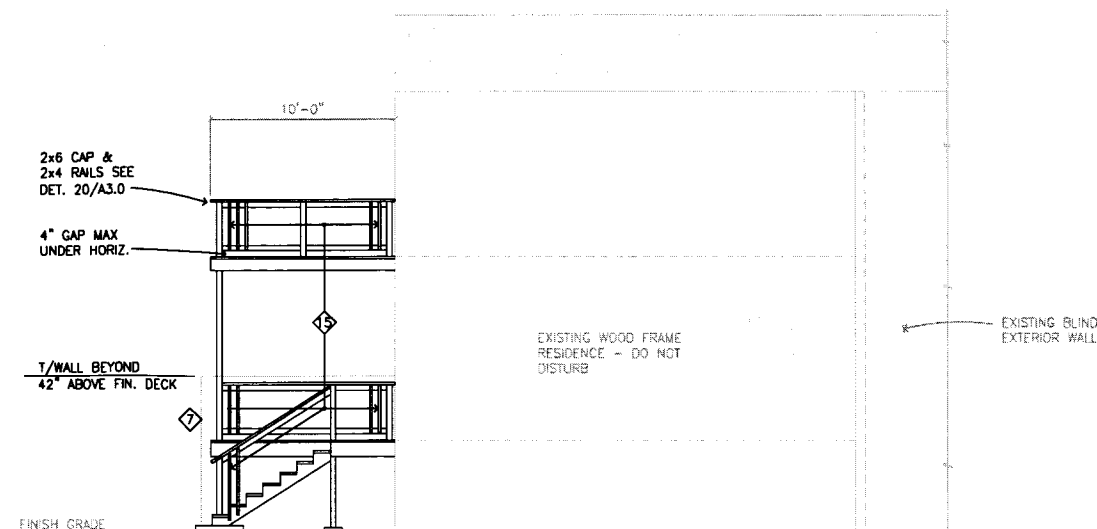 10'-0"
2x6 CAP &
2x4 RAILS SEE
DET. 20/A3.0
4" GAP MAX
UNDER HORIZ.
15
EXISTING WOOD FRAME
RESIDENCE - DO NOT
DISTURB
EXISTING BLIND
EXTERIOR WALL
T/WALL BEYOND
42" ABOVE FIN. DECK
7
FINISH GRADE